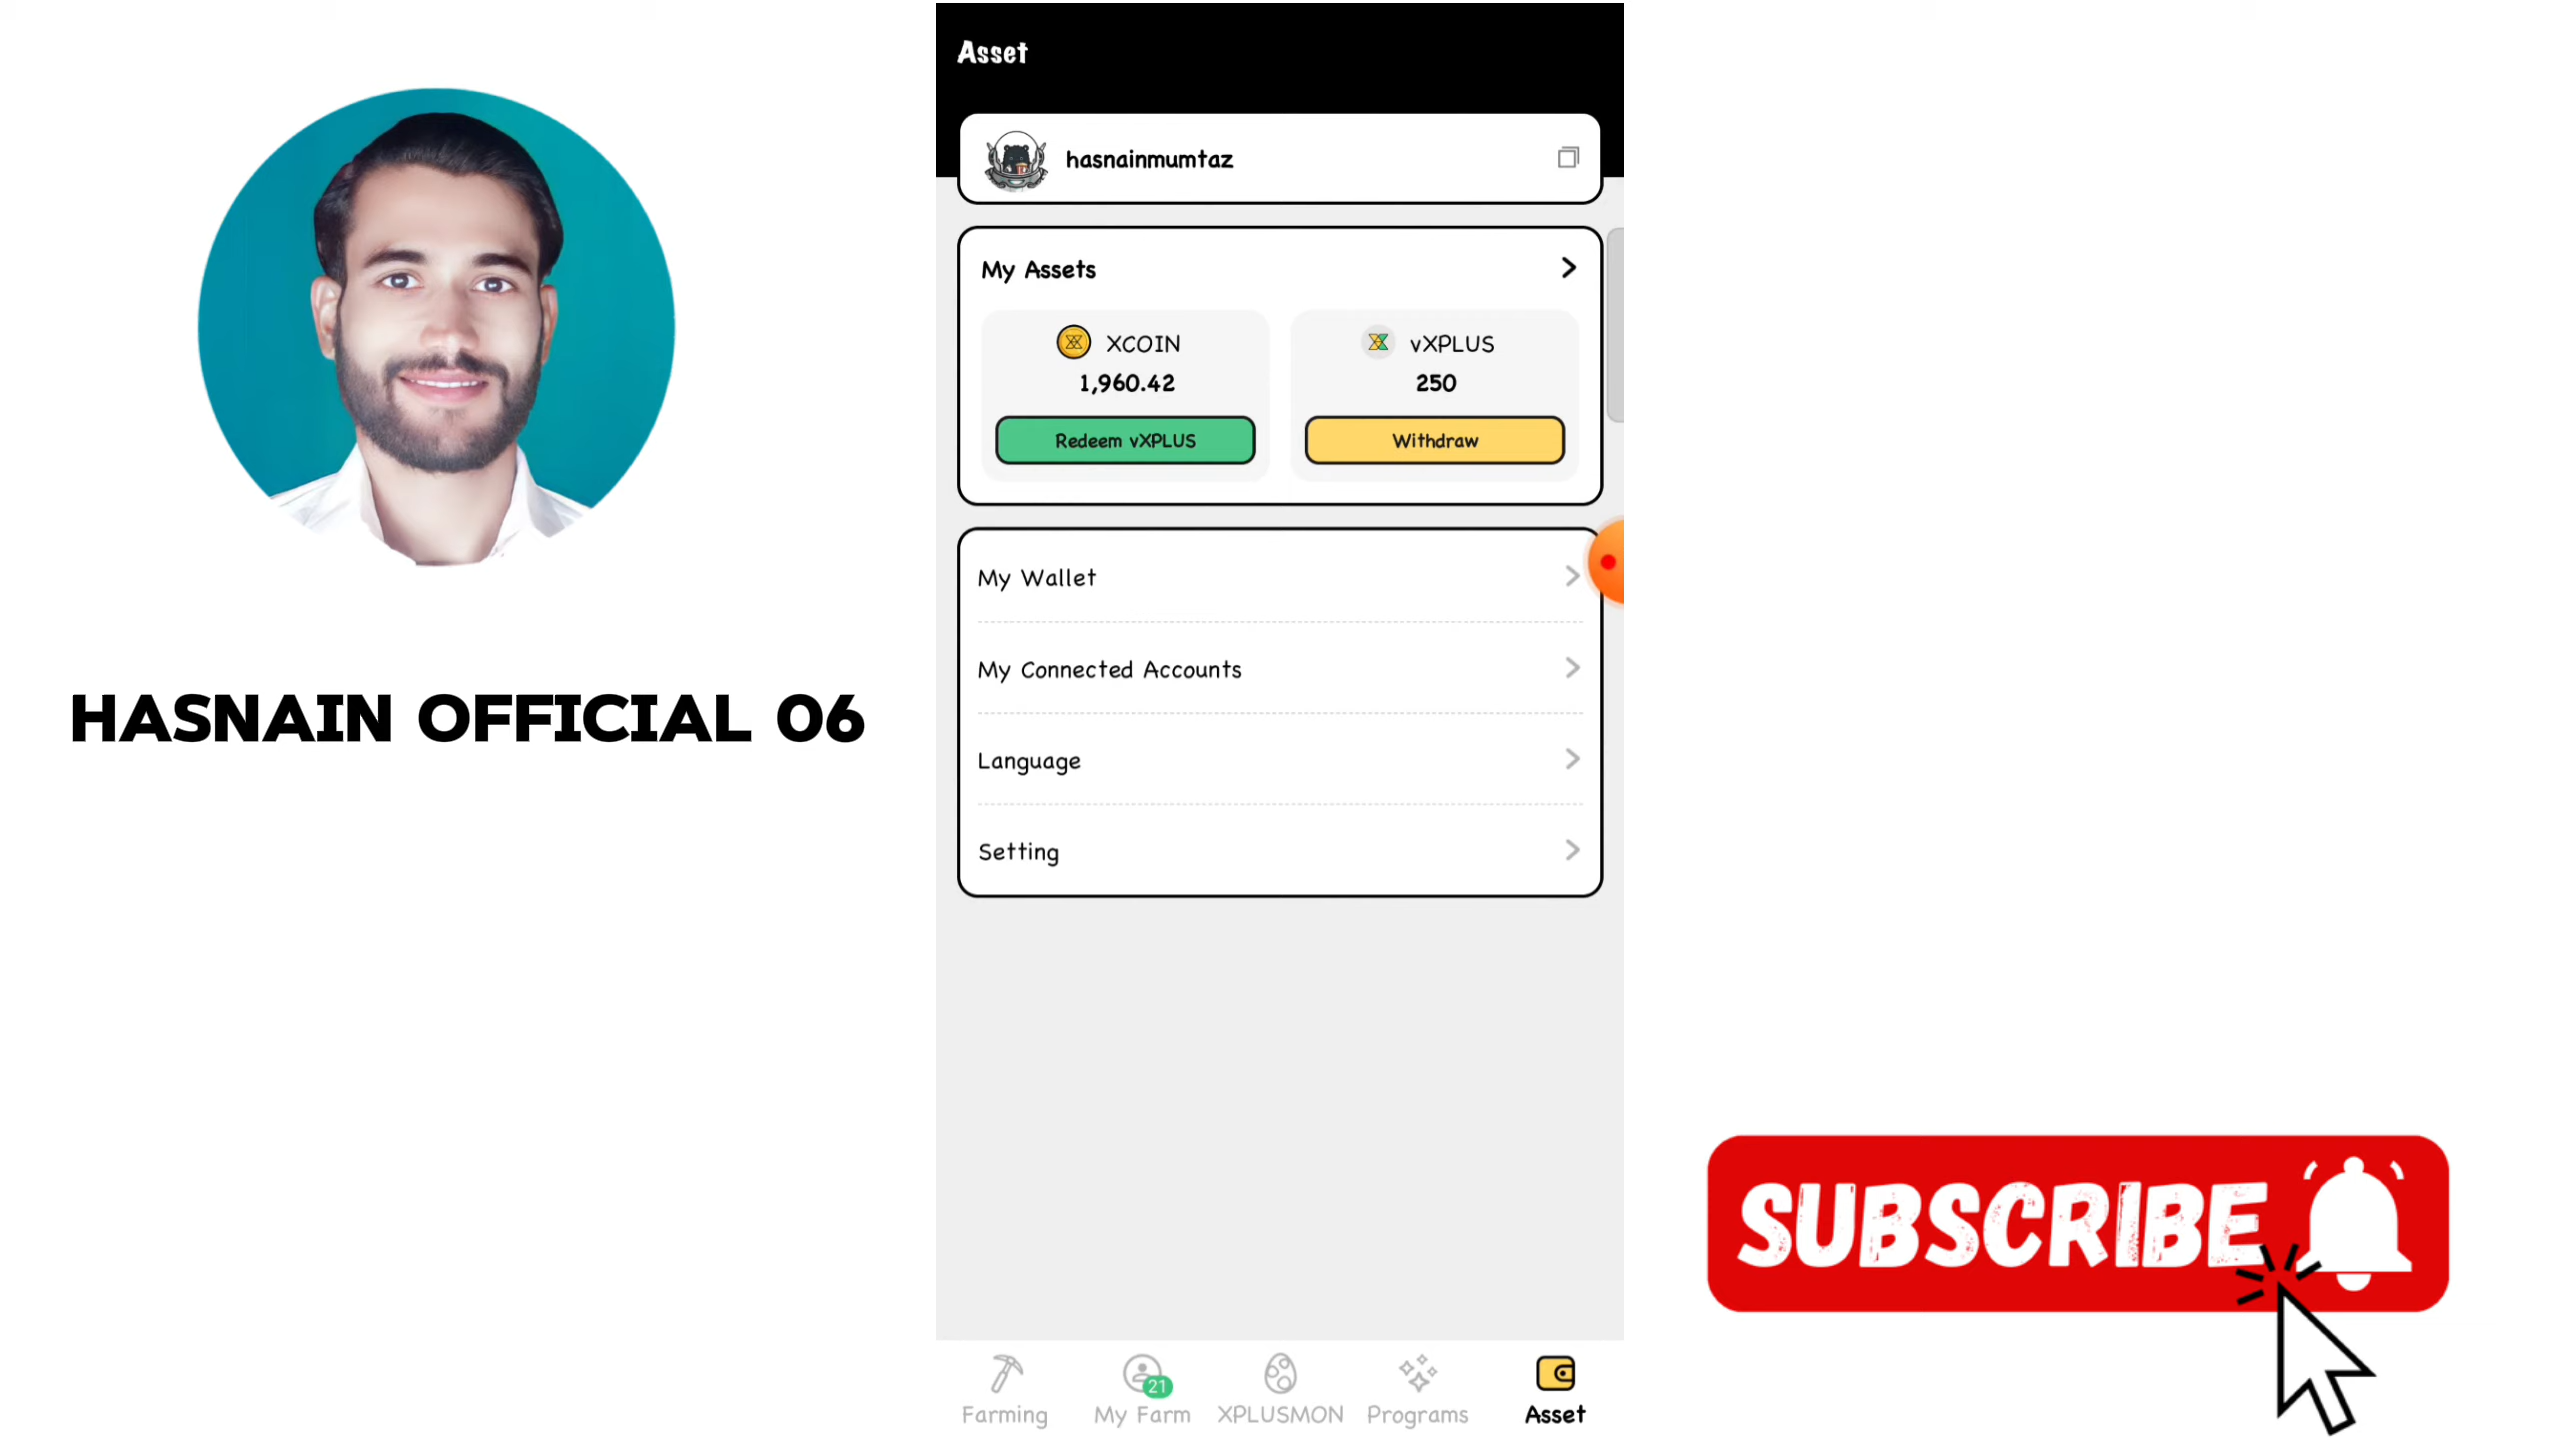 Asset
hasnainmumtaz
My Assets
XCOIN
1,960.42
Redeem vXPLUS
vXPLUS
250
Withdraw
My Wallet
My Connected Accounts
Language
Setting
HASNAIN OFFICIAL 06
SUBSCRIBE
21
Farming
My Farm
XPLUSMON
Programs
Asset